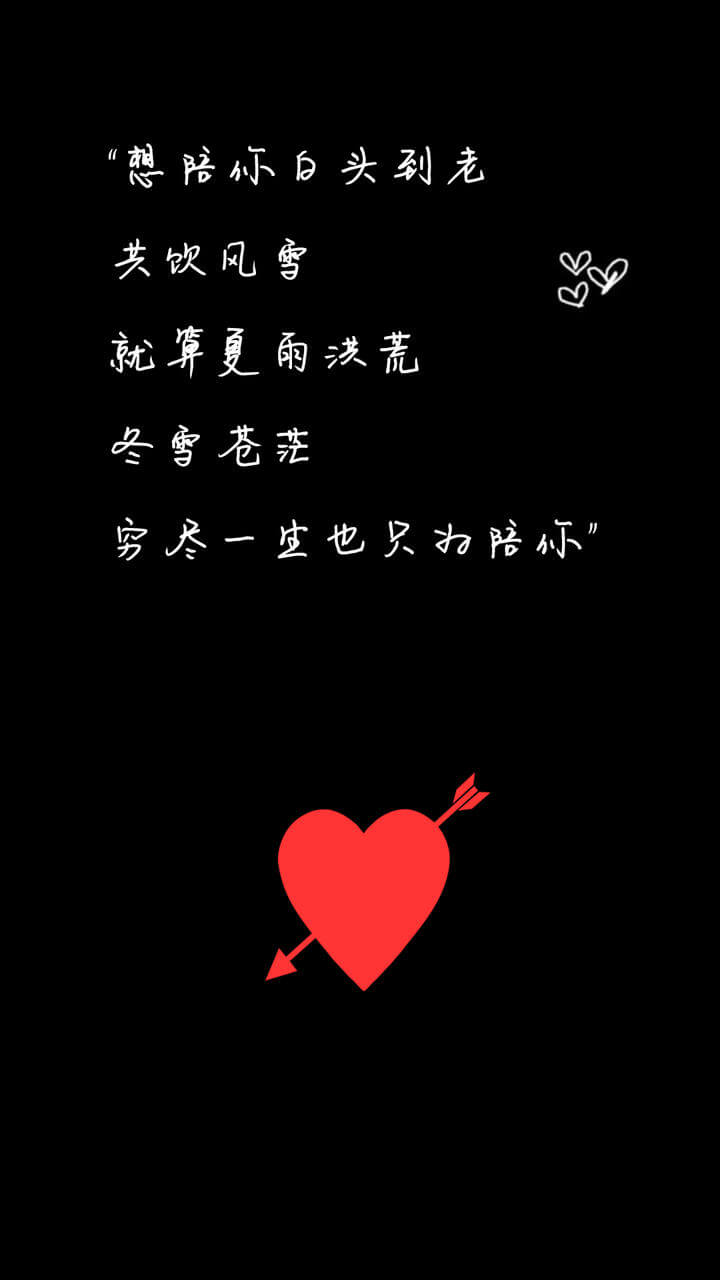 “想陪你白头到老
共饮风雪
就算夏雨洪荒
冬雪苍茫
穷尽一生也只为陪你”